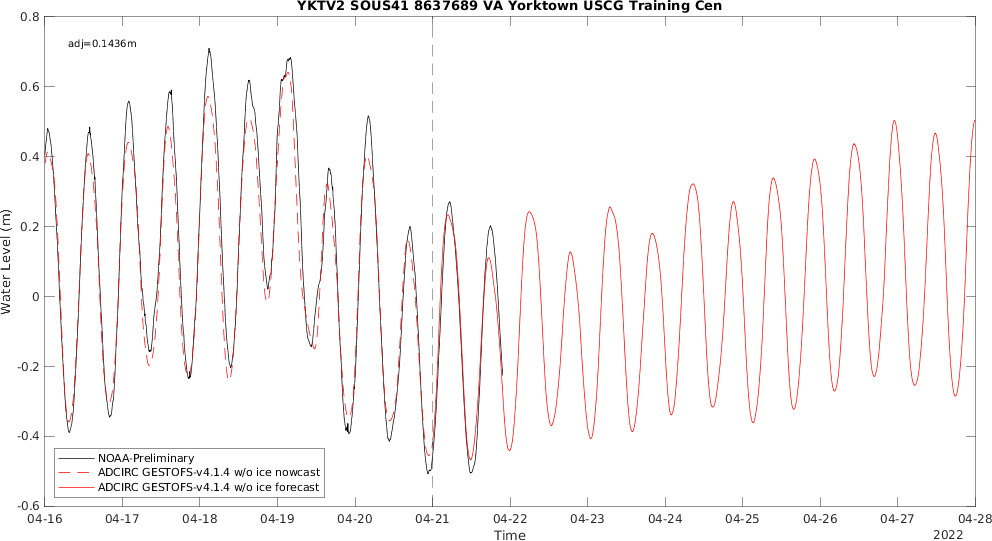 YKTV2 SOUS41 8637689 VA Yorktown USCG Training Cen
adj=0.1436m
0.8
0.6
0.4
0.2
0
-0.2
-0.4
-0.6
Water Level (m)
NOAA-Preliminary
ADCIRC GESTOFS-v4.1.4 w/o ice nowcast
ADCIRC GESTOFS-v4.1.4 w/o ice forecast
04-16 04-17 04-18 04-19 04-20 04-21 04-22 04-23 04-24 04-25 04-26 04-27 04-28
Time
2022